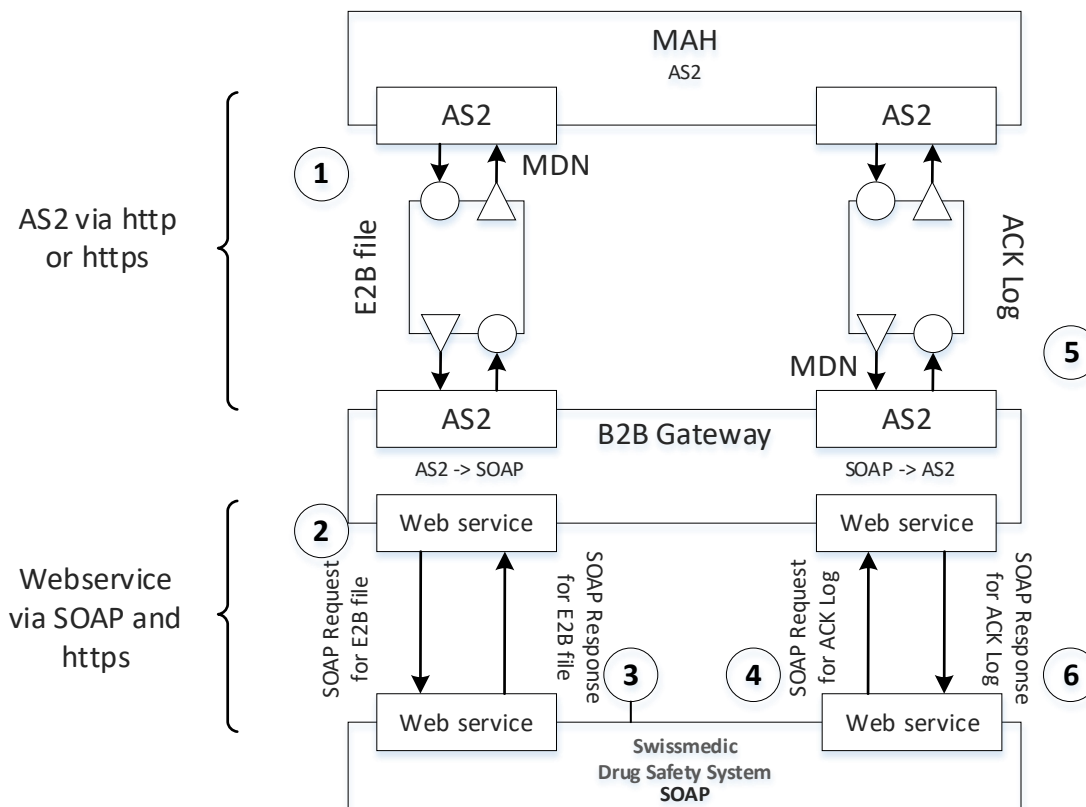 MAH
AS2
AS2
AS2
1
MDN
AS2 via http
or https
E2B file
ACK Log
5
MDN
AS2
B2B Gateway
AS2
AS2 -> SOAP
SOAP -> AS2
2
Web service
Web service
Webservice
via SOAP and
https
SOAP Request
for E2B file
SOAP Response
for E2B file
SOAP Request
for ACK Log
SOAP Response
for ACK Log
3
4
6
Web service
Web service
Swissmedic
Drug Safety System
SOAP